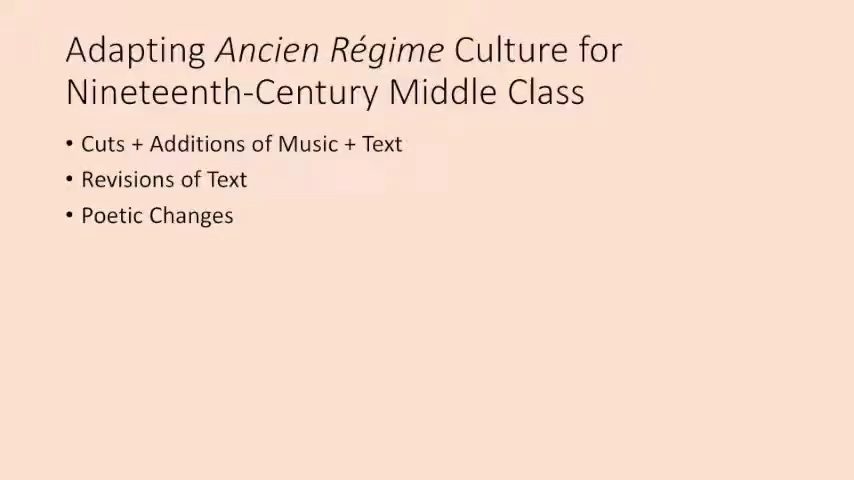 Adapting Ancien Régime Culture for
Nineteenth-Century Middle Class
• Cuts + Additions of Music + Text
• Revisions of Text
• Poetic Changes